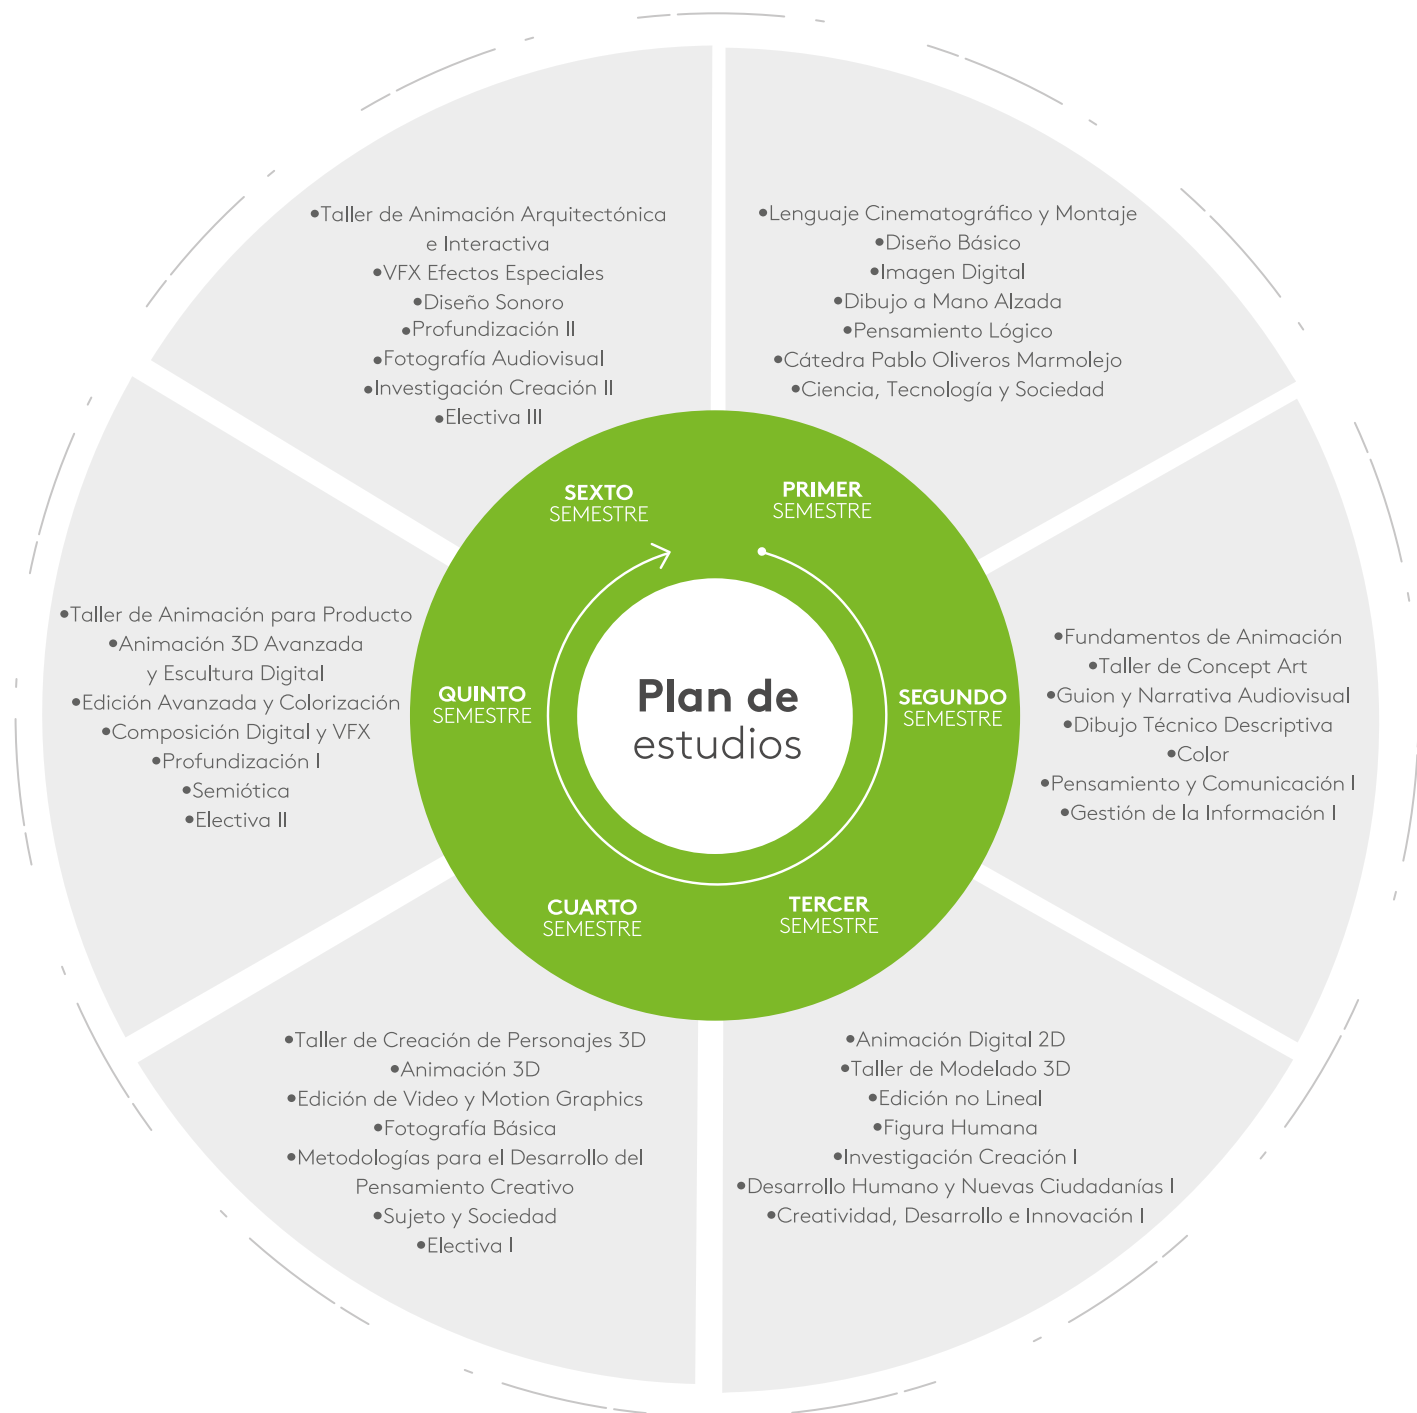 Plan de
estudios
PRIMER
SEMESTRE
•Lenguaje Cinematográfico y Montaje
•Diseño Básico
•Imagen Digital
•Dibujo a Mano Alzada
•Pensamiento Lógico
•Cátedra Pablo Oliveros Marmolejo
•Ciencia, Tecnología y Sociedad
SEGUNDO
SEMESTRE
•Fundamentos de Animación
•Taller de Concept Art
•Guion y Narrativa Audiovisual
•Dibujo Técnico Descriptiva
•Color
•Pensamiento y Comunicación I
•Gestión de la Información I
TERCER
SEMESTRE
•Animación Digital 2D
•Taller de Modelado 3D
•Edición no Lineal
•Figura Humana
•Investigación Creación I
•Desarrollo Humano y Nuevas Ciudadanías I
•Creatividad, Desarrollo e Innovación I
CUARTO
SEMESTRE
•Taller de Creación de Personajes 3D
•Animación 3D
•Edición de Video y Motion Graphics
•Fotografía Básica
•Metodologías para el Desarrollo del
Pensamiento Creativo
•Sujeto y Sociedad
•Electiva I
QUINTO
SEMESTRE
•Taller de Animación para Producto
•Animación 3D Avanzada
y Escultura Digital
•Edición Avanzada y Colorización
•Composición Digital y VFX
•Profundización I
•Semiótica
•Electiva II
SEXTO
SEMESTRE
•Taller de Animación Arquitectónica
e Interactiva
•VFX Efectos Especiales
•Diseño Sonoro
•Profundización II
•Fotografía Audiovisual
•Investigación Creación II
•Electiva III